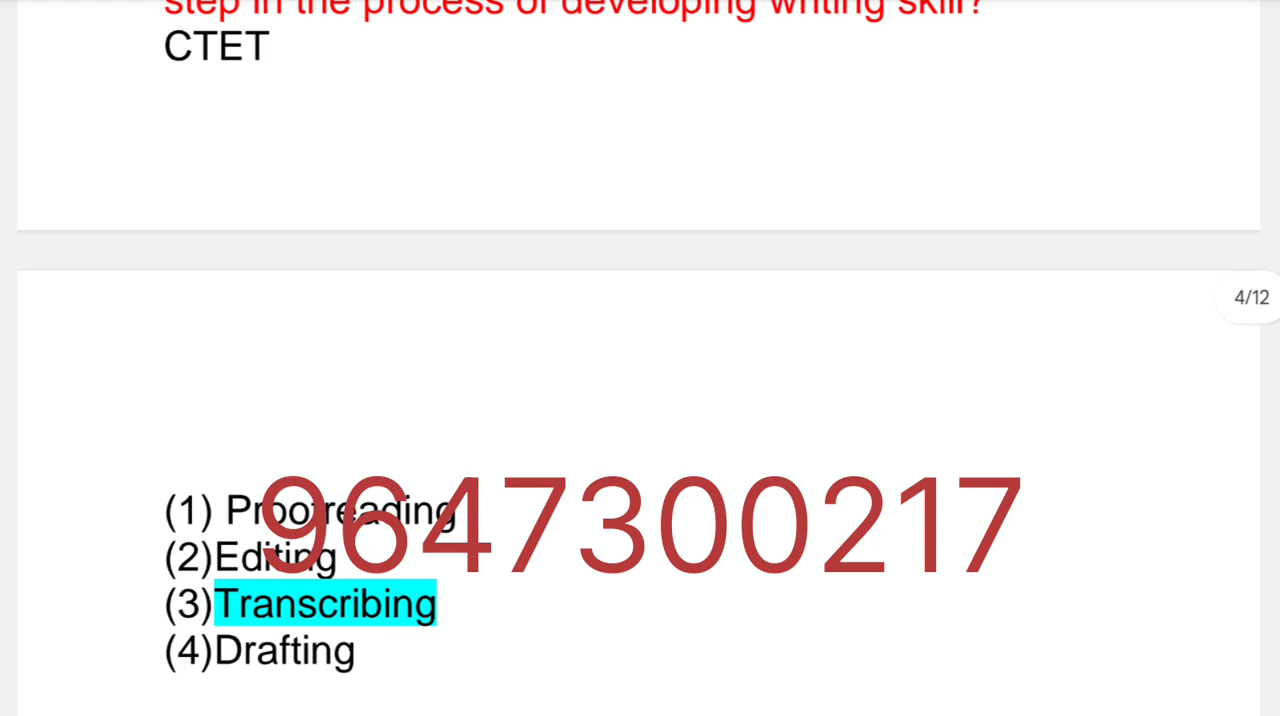 step in the process of developing writing skill?
CTET
4/12
(1) Proofreading
9647300217
(2)Editing
(3)Transcribing
(4)Drafting